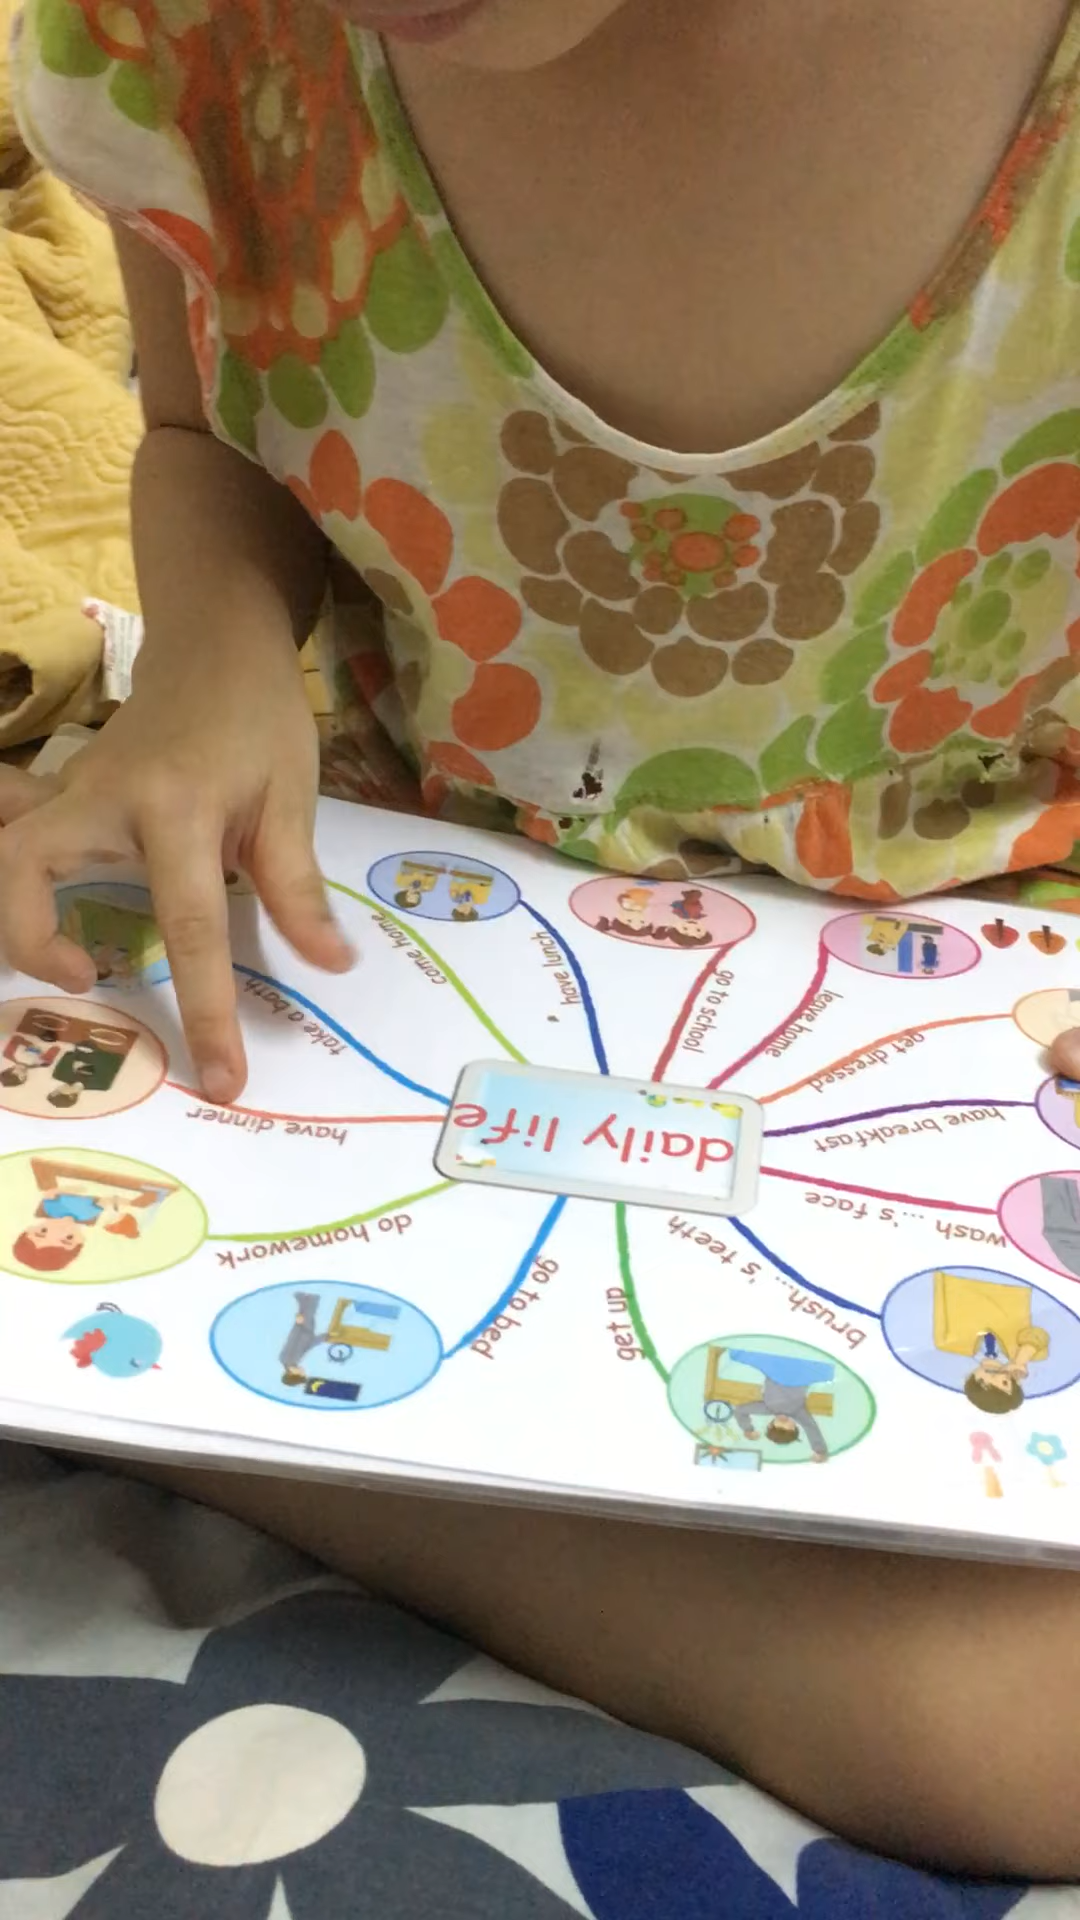 daily life
get up
brush...'s teeth
wash ...'s face
have breakfast
get dressed
leave home
go to school
have lunch
come home
take a bath
have dinner
do homework
go to bed